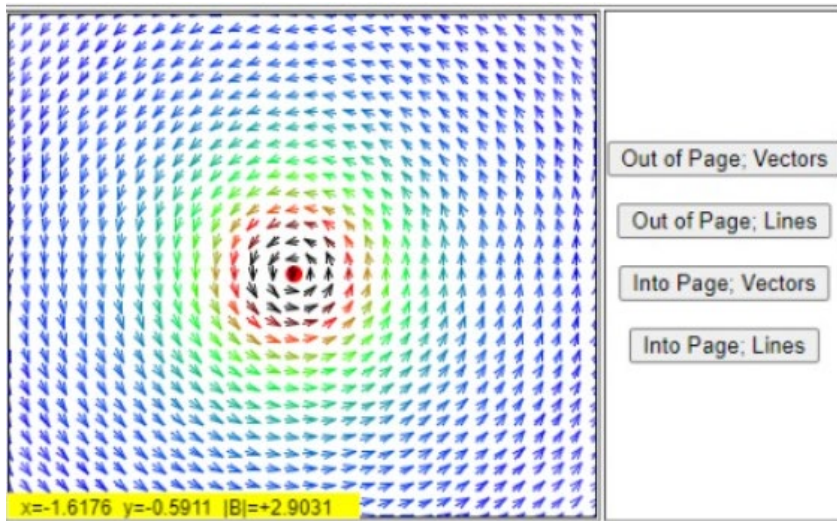 Out of Page; Vectors
Out of Page; Lines
Into Page; Vectors
Into Page; Lines
x=-1.6176 y=-0.5911 |B|=+2.9031